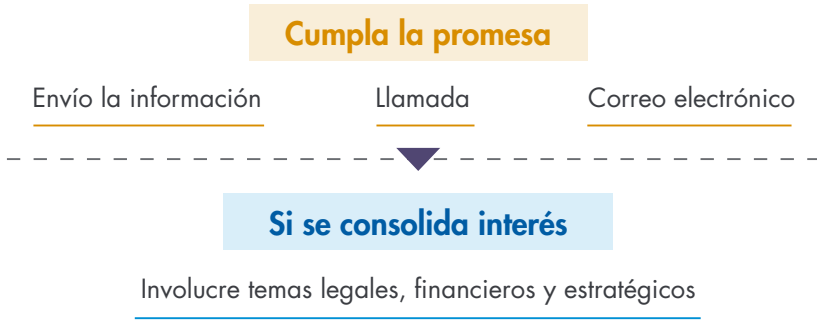 Cumpla la promesa
Envío la información Llamada Correo electrónico
Si se consolida interés
Involucre temas legales, financieros y estratégicos